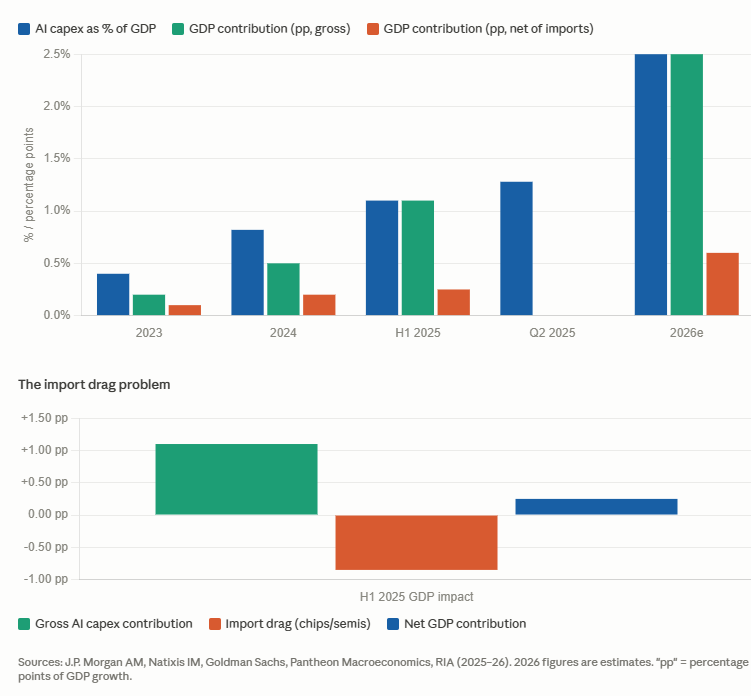 AI capex as % of GDP GDP contribution (pp, gross) GDP contribution (pp, net of imports)
2.5%
2.0%
1.5%
1.0%
0.5%
0.0%
% / percentage points
2023 2024 H1 2025 Q2 2025 2026e
The import drag problem
+1.50 pp
+1.00 pp
+0.50 pp
0.00 pp
-0.50 pp
-1.00 pp
H1 2025 GDP impact
Gross AI capex contribution Import drag (chips/semis) Net GDP contribution
Sources: J.P. Morgan AM, Natixis IM, Goldman Sachs, Pantheon Macroeconomics, RIA (2025–26). 2026 figures are estimates. "pp" = percentage
points of GDP growth.